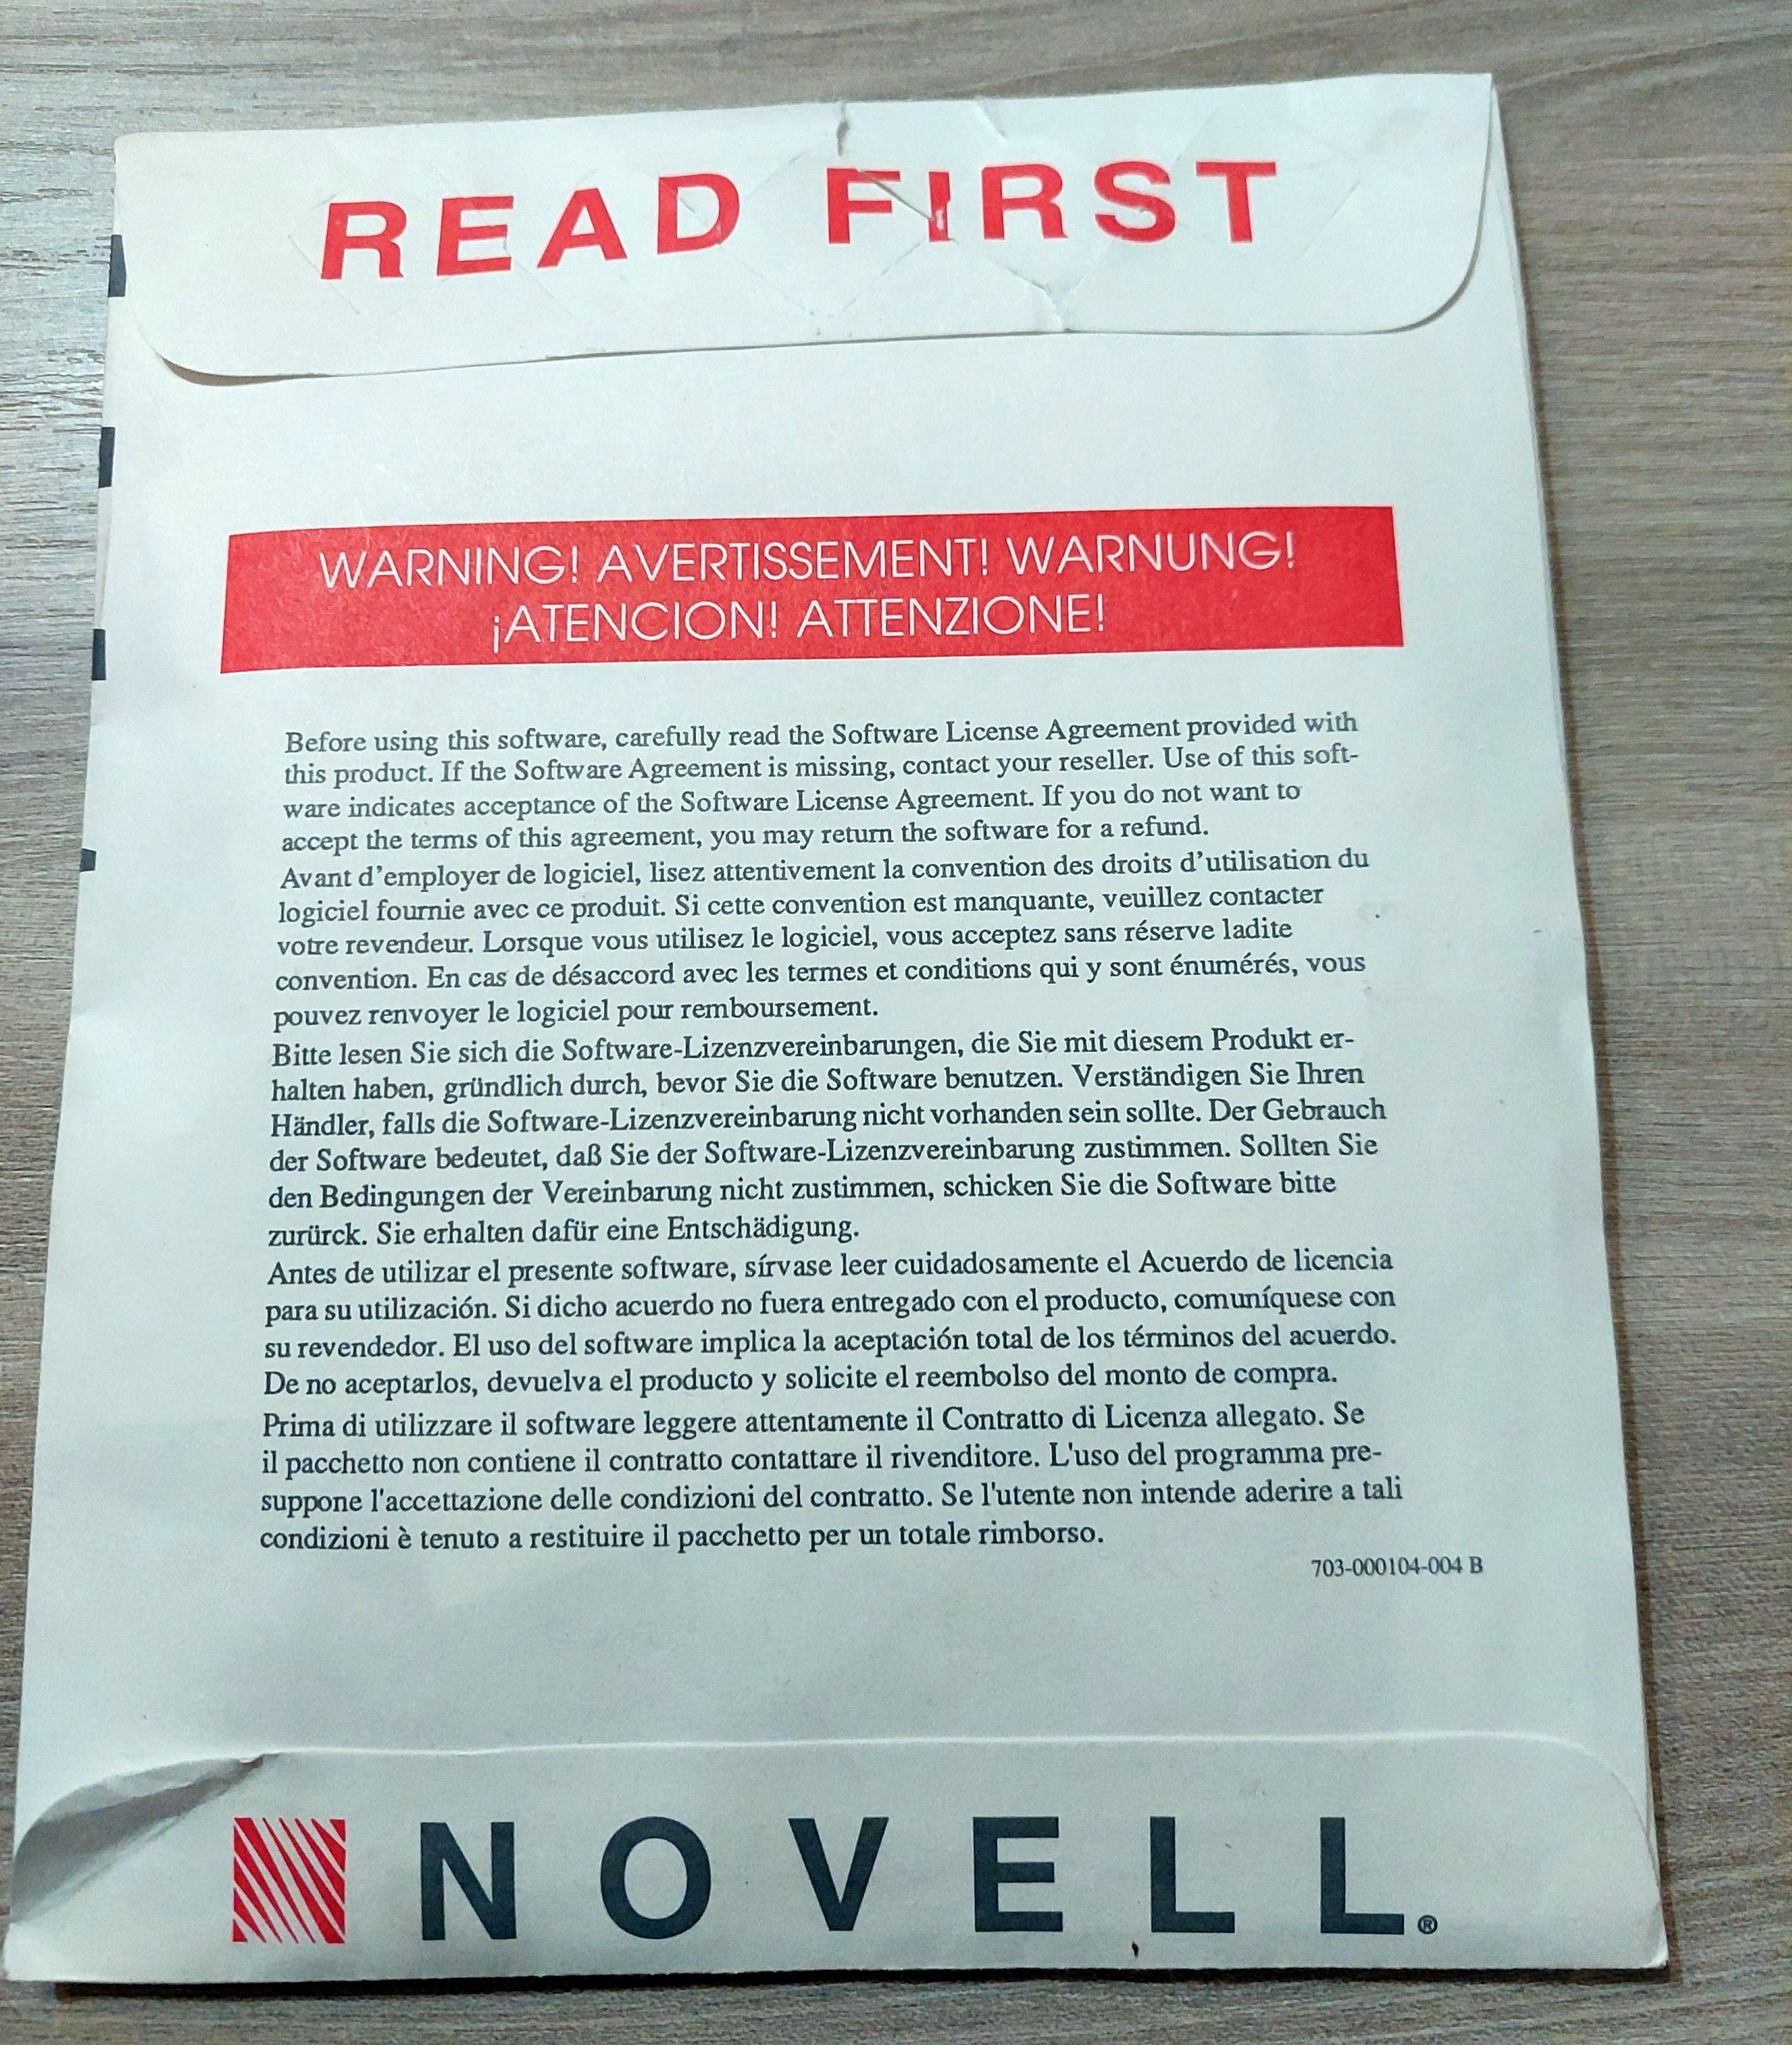 READ FIRST
WARNING! AVERTISSEMENT! WARNUNG!
¡ATENCION! ATTENZIONE!
Before using this software, carefully read the Software License Agreement provided with
this product. If the Software Agreement is missing, contact your reseller. Use of this soft-
ware indicates acceptance of the Software License Agreement. If you do not want to
accept the terms of this agreement, you may return the software for a refund.
Avant d'employer de logiciel, lisez attentivement la convention des droits d'utilisation du
logiciel fournie avec ce produit. Si cette convention est manquante, veuillez contacter
votre revendeur. Lorsque vous utilisez le logiciel, vous acceptez sans réserve ladite
convention. En cas de désaccord avec les termes et conditions qui y sont énumérés, vous
pouvez renvoyer le logiciel pour remboursement.
Bitte lesen Sie sich die Software-Lizenzvereinbarungen, die Sie mit diesem Produkt er-
halten haben, gründlich durch, bevor Sie die Software benutzen. Verständigen Sie Ihren
Händler, falls die Software-Lizenzvereinbarung nicht vorhanden sein sollte. Der Gebrauch
der Software bedeutet, daß Sie der Software-Lizenzvereinbarung zustimmen. Sollten Sie
den Bedingungen der Vereinbarung nicht zustimmen, schicken Sie die Software bitte
zurürck. Sie erhalten dafür eine Entschädigung.
Antes de utilizar el presente software, sírvase leer cuidadosamente el Acuerdo de licencia
para su utilización. Si dicho acuerdo no fuera entregado con el producto, comuníquese con
su revendedor. El uso del software implica la aceptación total de los términos del acuerdo.
De no aceptarlos, devuelva el producto y solicite el reembolso del monto de compra.
Prima di utilizzare il software leggere attentamente il Contratto di Licenza allegato. Se
il pacchetto non contiene il contratto contattare il rivenditore. L'uso del programma pre-
suppone l'accettazione delle condizioni del contratto. Se l'utente non intende aderire a tali
condizioni è tenuto a restituire il pacchetto per un totale rimborso.
703-000104-004 B
NOVELL®